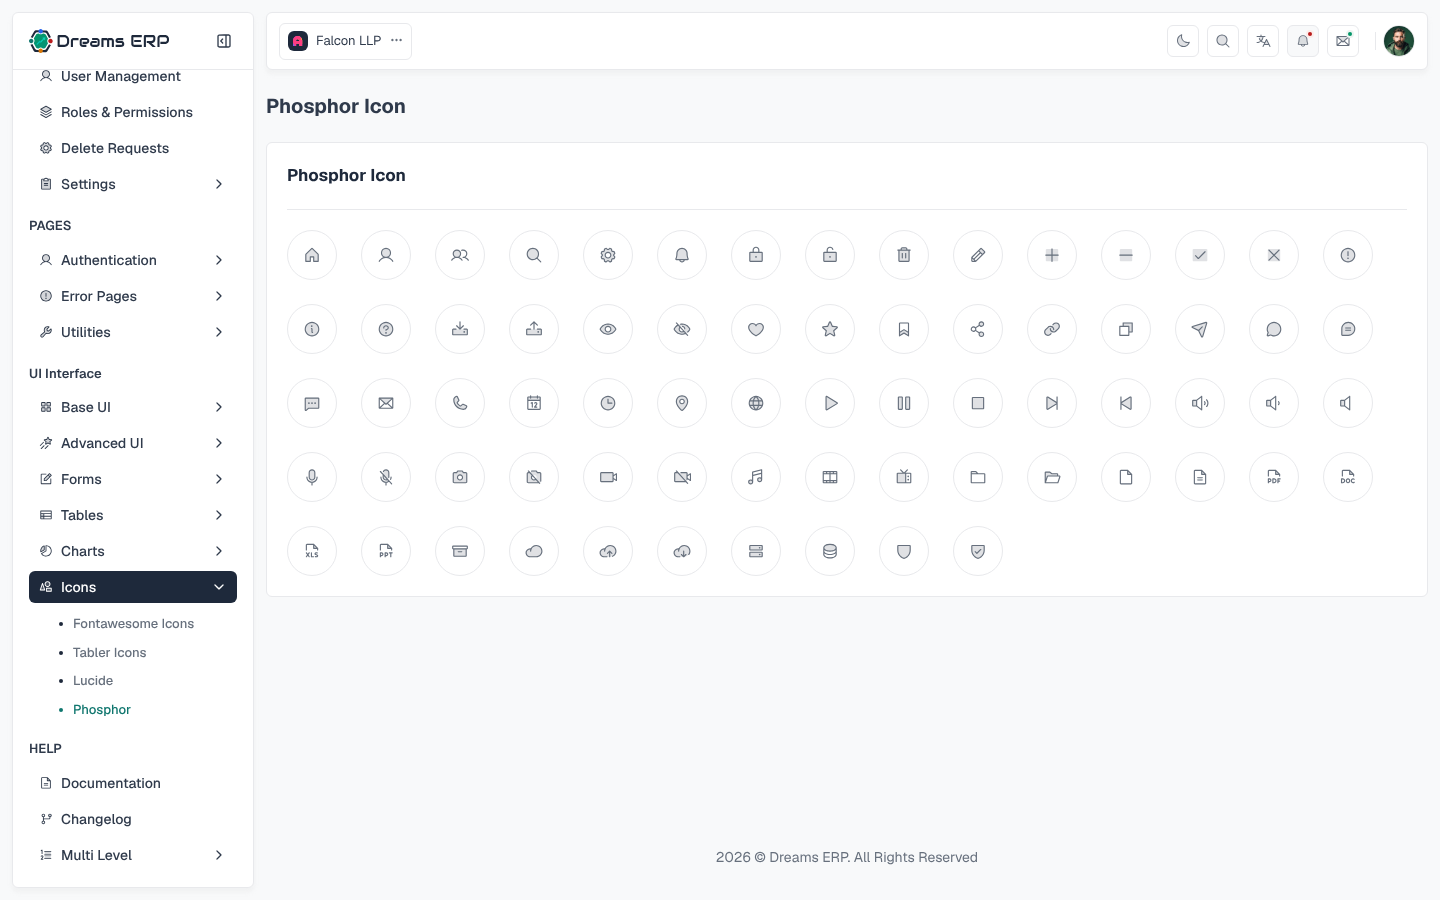 Dreams ERP
User Management
Roles & Permissions
Delete Requests
Settings
PAGES
Authentication
Error Pages
Utilities
UI Interface
Base UI
Advanced UI
Forms
Tables
Charts
Icons
Fontawesome Icons
Tabler Icons
Lucide
Phosphor
HELP
Documentation
Changelog
Multi Level
Falcon LLP
Phosphor Icon
Phosphor Icon
12
PDF
DOC
XLS
PPT
2026 © Dreams ERP. All Rights Reserved